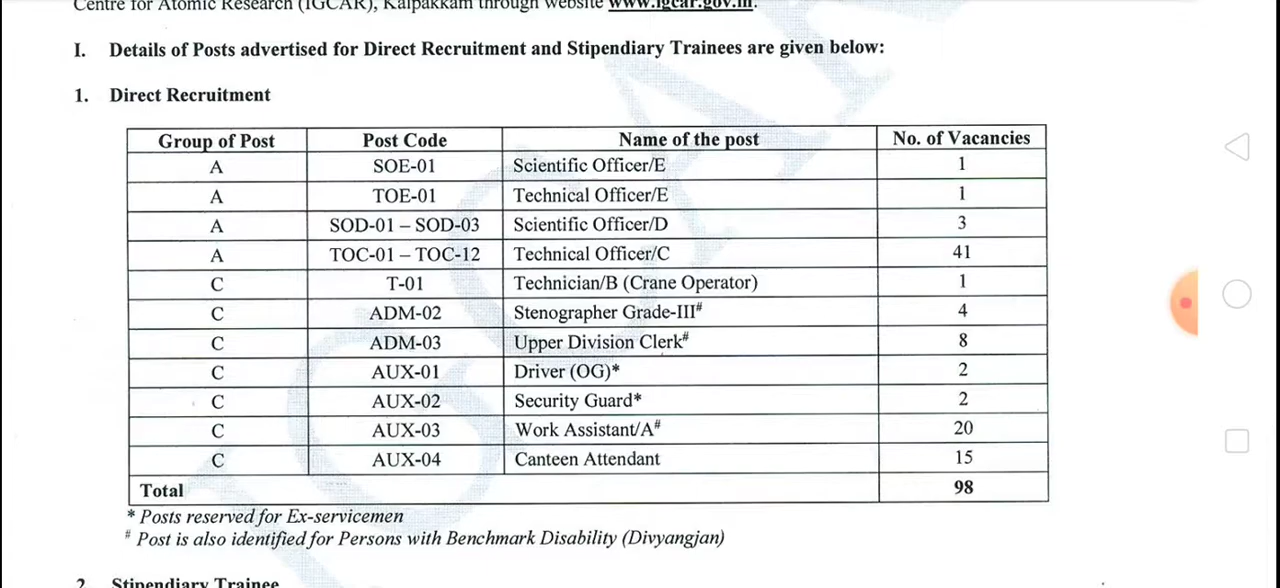 Centre for Atomic Research (IGCAR), Kalpakkam through website www.igcar.gov.in.
I. Details of Posts advertised for Direct Recruitment and Stipendiary Trainees are given below:
1. Direct Recruitment
Group of Post Post Code Name of the post No. of Vacancies
A SOE-01 Scientific Officer/E 1
A TOE-01 Technical Officer/E 1
A SOD-01 – SOD-03 Scientific Officer/D 3
A TOC-01 – TOC-12 Technical Officer/C 41
C T-01 Technician/B (Crane Operator) 1
C ADM-02 Stenographer Grade-III# 4
C ADM-03 Upper Division Clerk# 8
C AUX-01 Driver (OG)* 2
C AUX-02 Security Guard* 2
C AUX-03 Work Assistant/A# 20
C AUX-04 Canteen Attendant 15
Total 98
* Posts reserved for Ex-servicemen
# Post is also identified for Persons with Benchmark Disability (Divyangjan)
2. Stipendiary Trainee